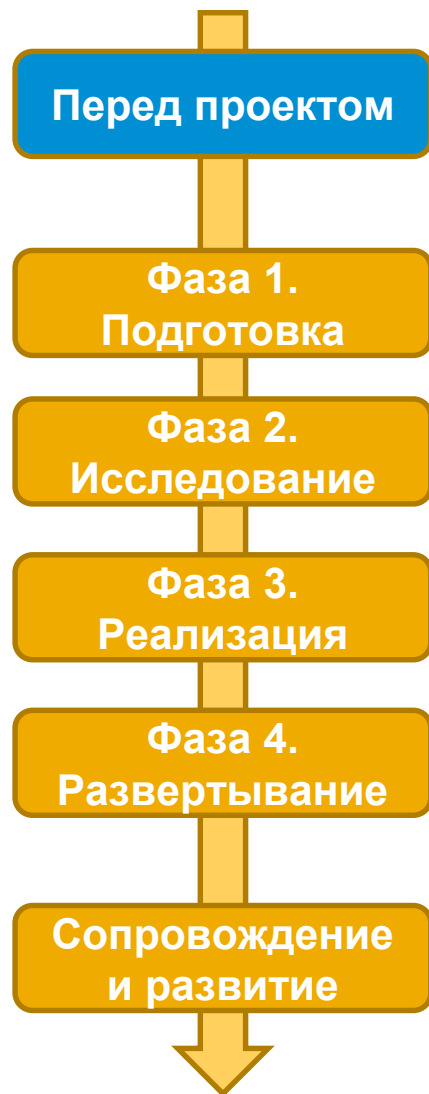 Перед проектом
Фаза 1.
Подготовка
Фаза 2.
Исследование
Фаза 3.
Реализация
Фаза 4.
Развертывание
Сопровождение
и развитие